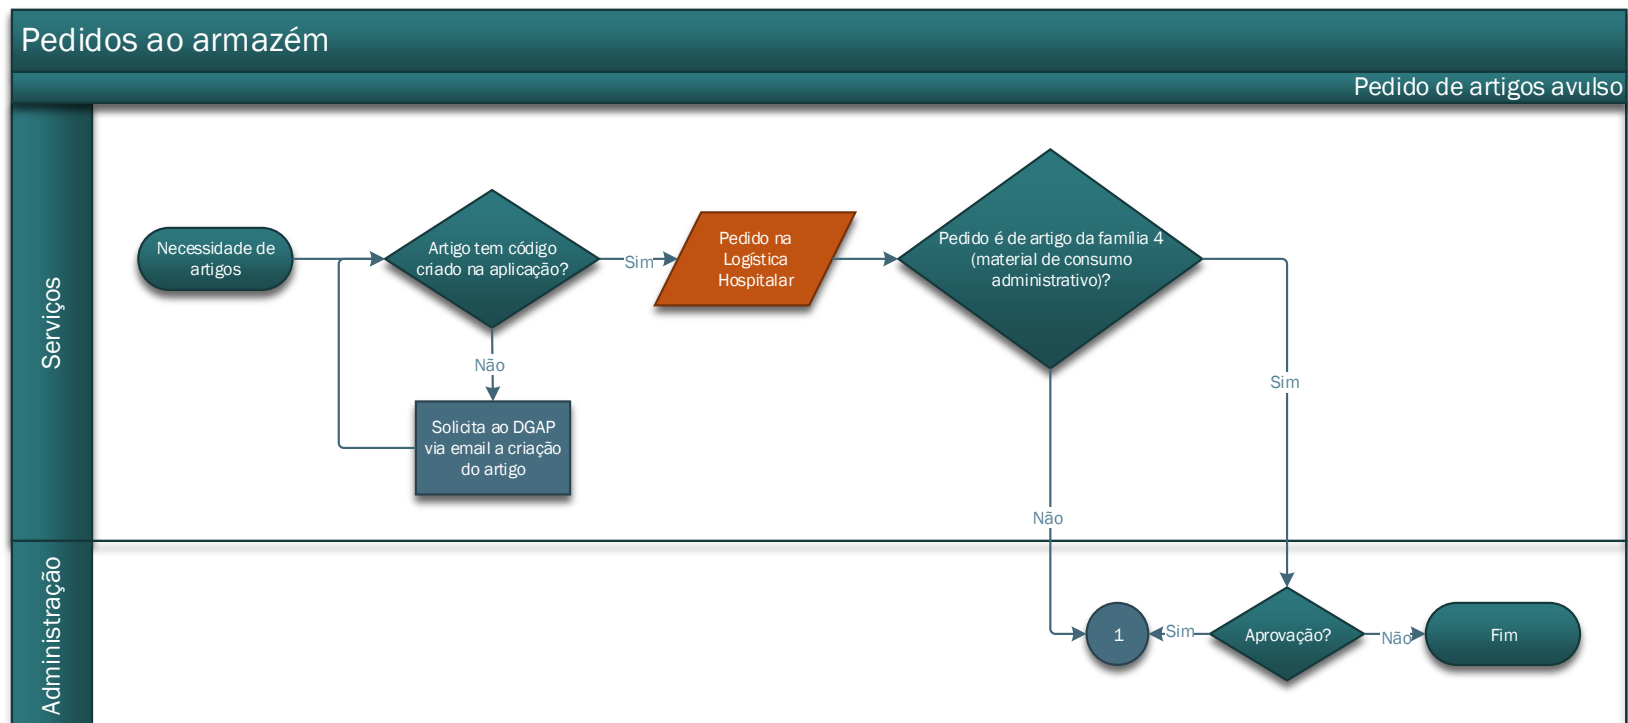 Pedidos ao armazém
Pedido de artigos avulso
Serviços
Necessidade de
artigos
Artigo tem código
criado na aplicação?
Sim
Não
Solicita ao DGAP
via email a criação
do artigo
Pedido na
Logística
Hospitalar
Pedido é de artigo da família 4
(material de consumo
administrativo)?
Sim
Não
Administração
1
Sim
Aprovação?
Não
Fim